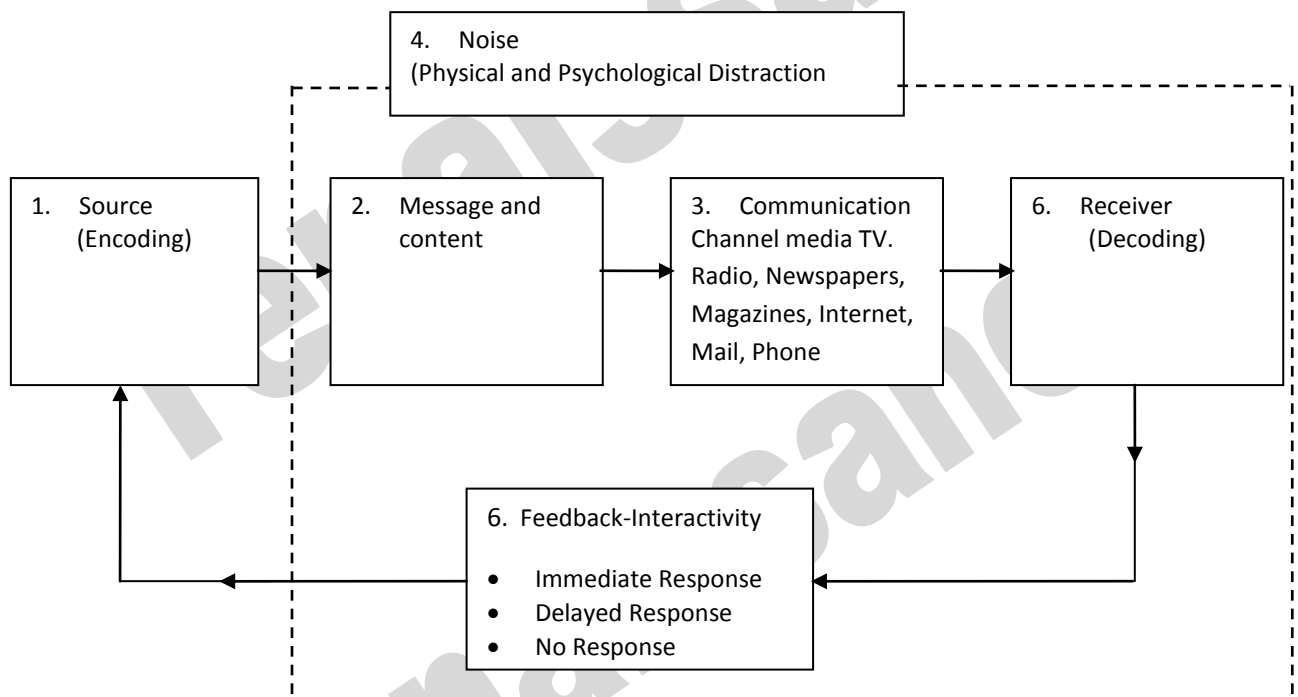 4. Noise
(Physical and Psychological Distraction
1. Source
(Encoding)
2. Message and
content
3. Communication
Channel media TV.
Radio, Newspapers,
Magazines, Internet,
Mail, Phone
6. Receiver
(Decoding)
6. Feedback-Interactivity
• Immediate Response
• Delayed Response
• No Response